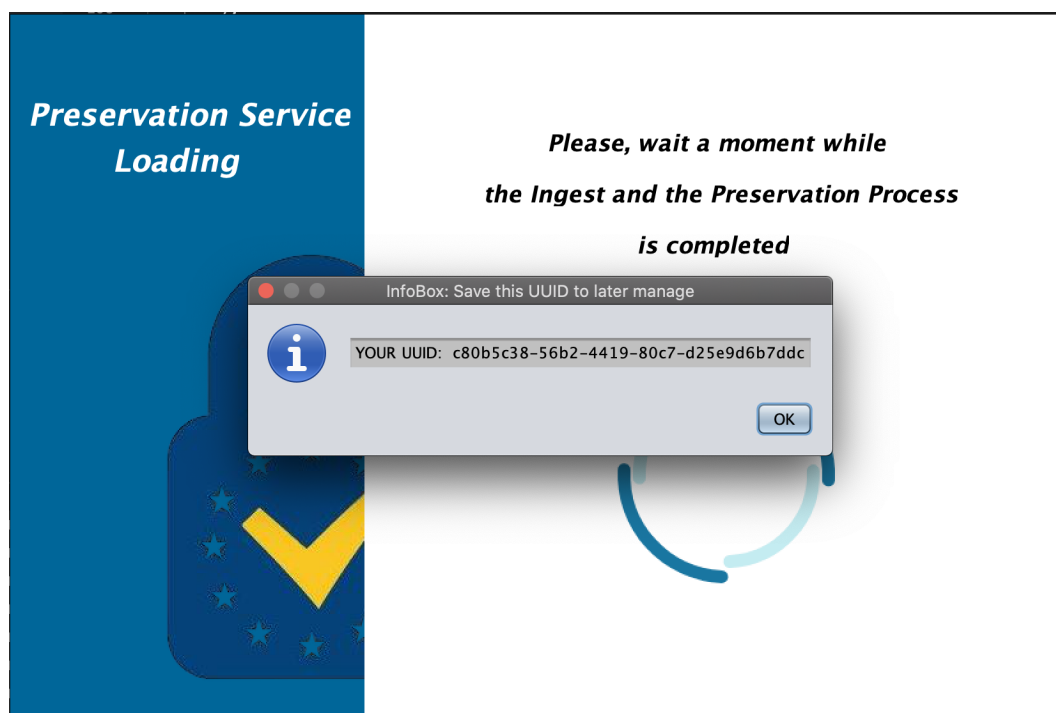 Preservation Service
Loading
Please, wait a moment while
the Ingest and the Preservation Process
is completed
InfoBox: Save this UUID to later manage
YOUR UUID: c80b5c38-56b2-4419-80c7-d25e9d6b7ddc
OK